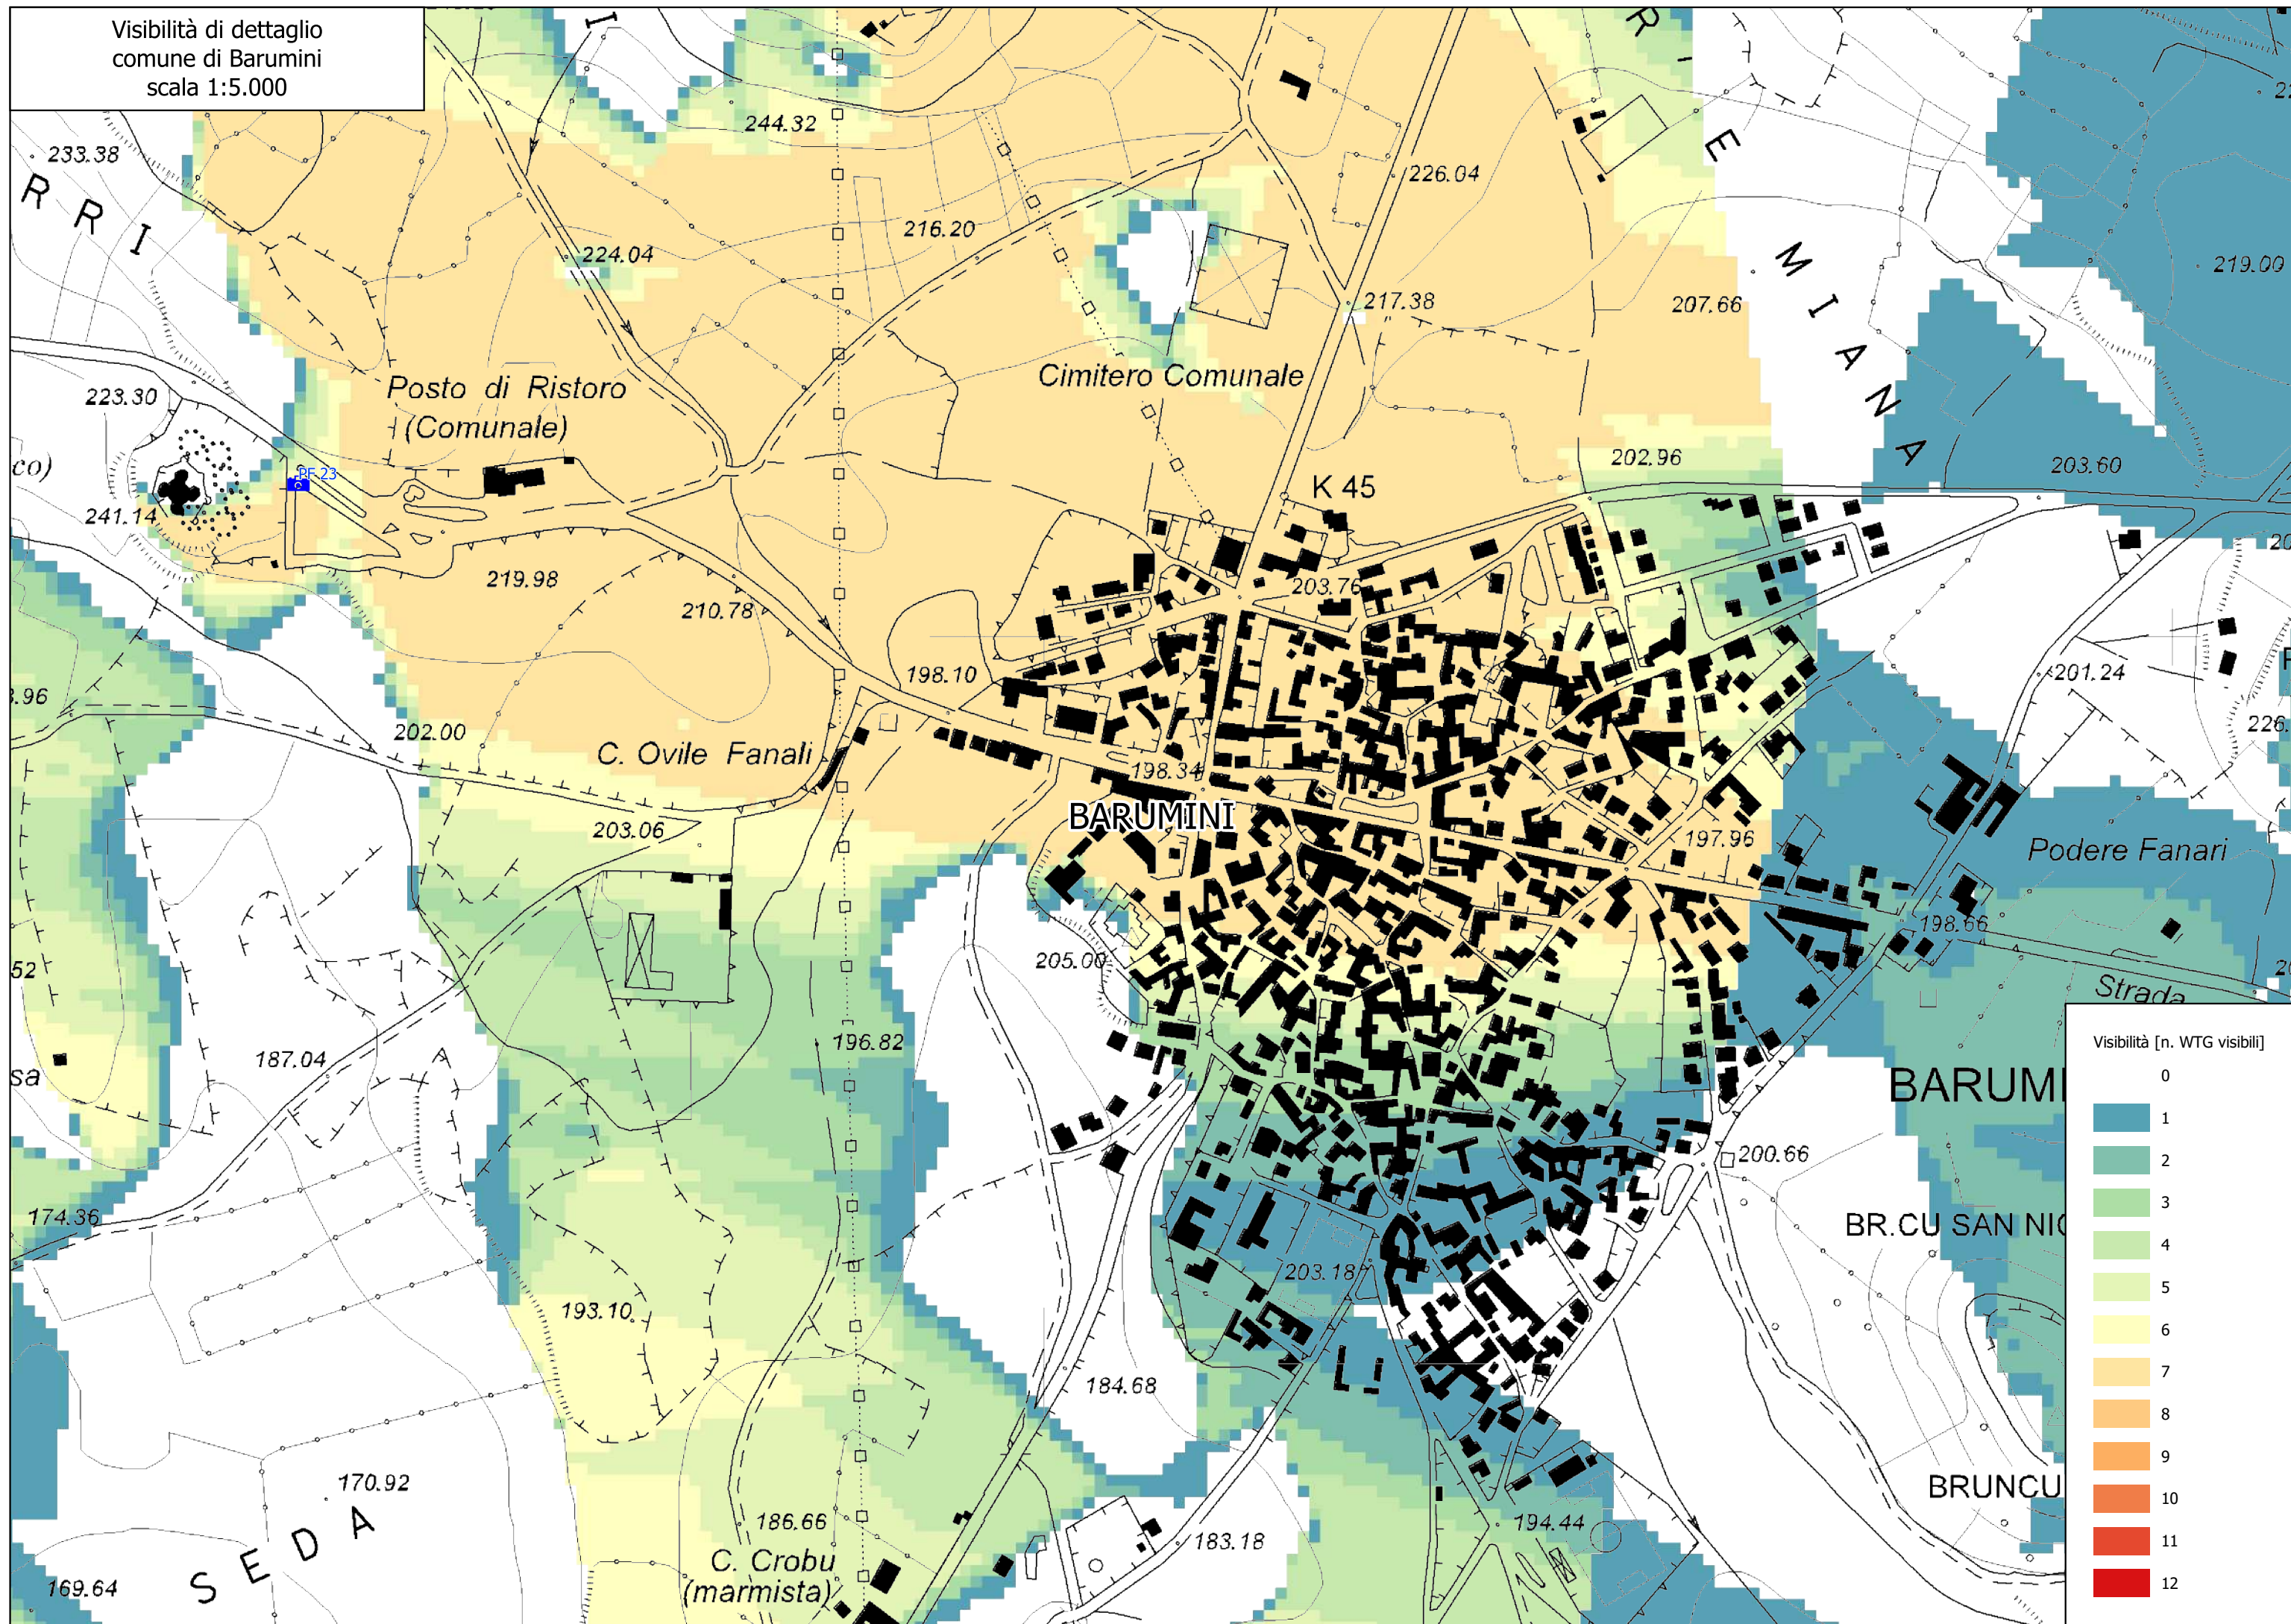 Visibilità di dettaglio
comune di Barumini
scala 1:5.000
I
R I E
244.32
233.38
R R I
226.04
216.20
224.04
M I A N A
219.00
217.38
207.66
Cimitero Comunale
Posto di Ristoro
(Comunale)
223.30
co)
PF 23
202.96
203.60
K 45
241.14
219.98
203.76
210.78
198.10
201.24
226.
202.00
C. Ovile Fanali
198.34
BARUMINI
203.06
197.96
Podere Fanari
198.66
205.00
52
Strada
196.82
187.04
sa
BARUMI
200.66
174.36
BR.CU SAN NIC
203.18
193.10
184.68
170.92
BRUNCU
186.66
194.44
183.18
C. Crobu
(marmista)
S E D A
169.64
Visibilità [n. WTG visibili]
0
1
2
3
4
5
6
7
8
9
10
11
12